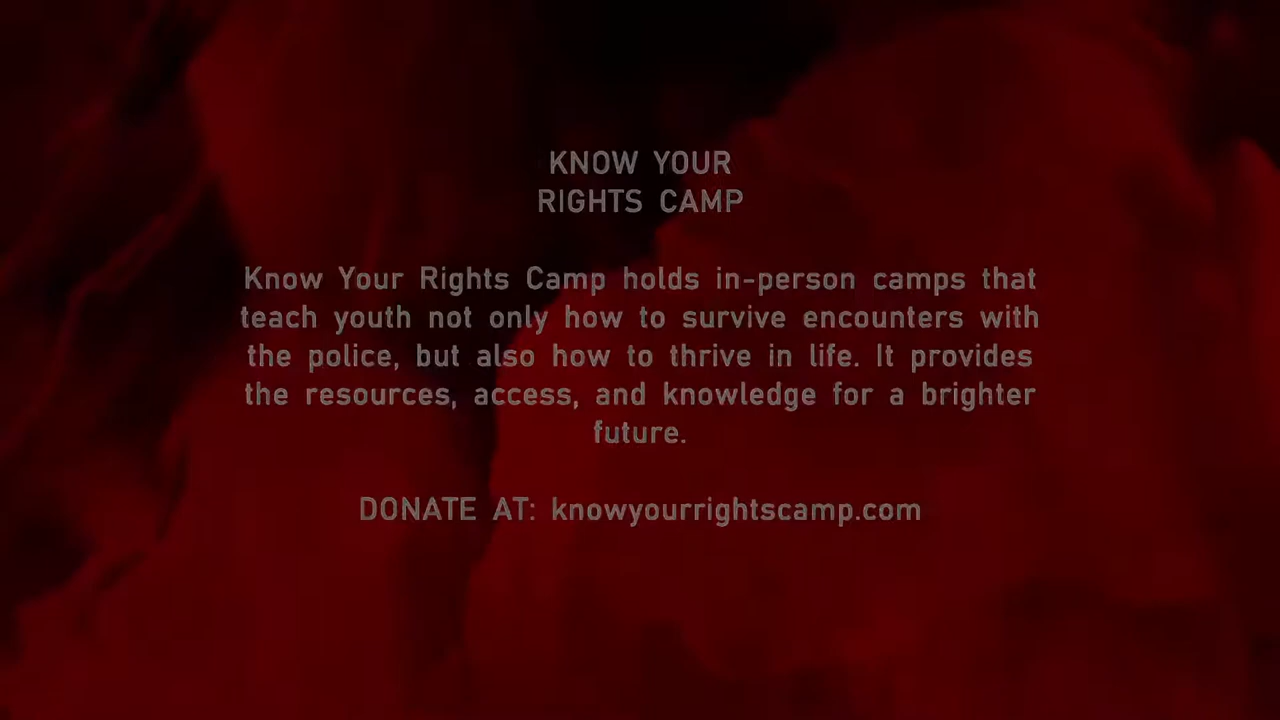 KNOW YOUR
RIGHTS CAMP
Know Your Rights Camp holds in-person camps that
teach youth not only how to survive encounters with
the police, but also how to thrive in life. It provides
the resources, access, and knowledge for a brighter
future.
DONATE AT: knowyourrightscamp.com